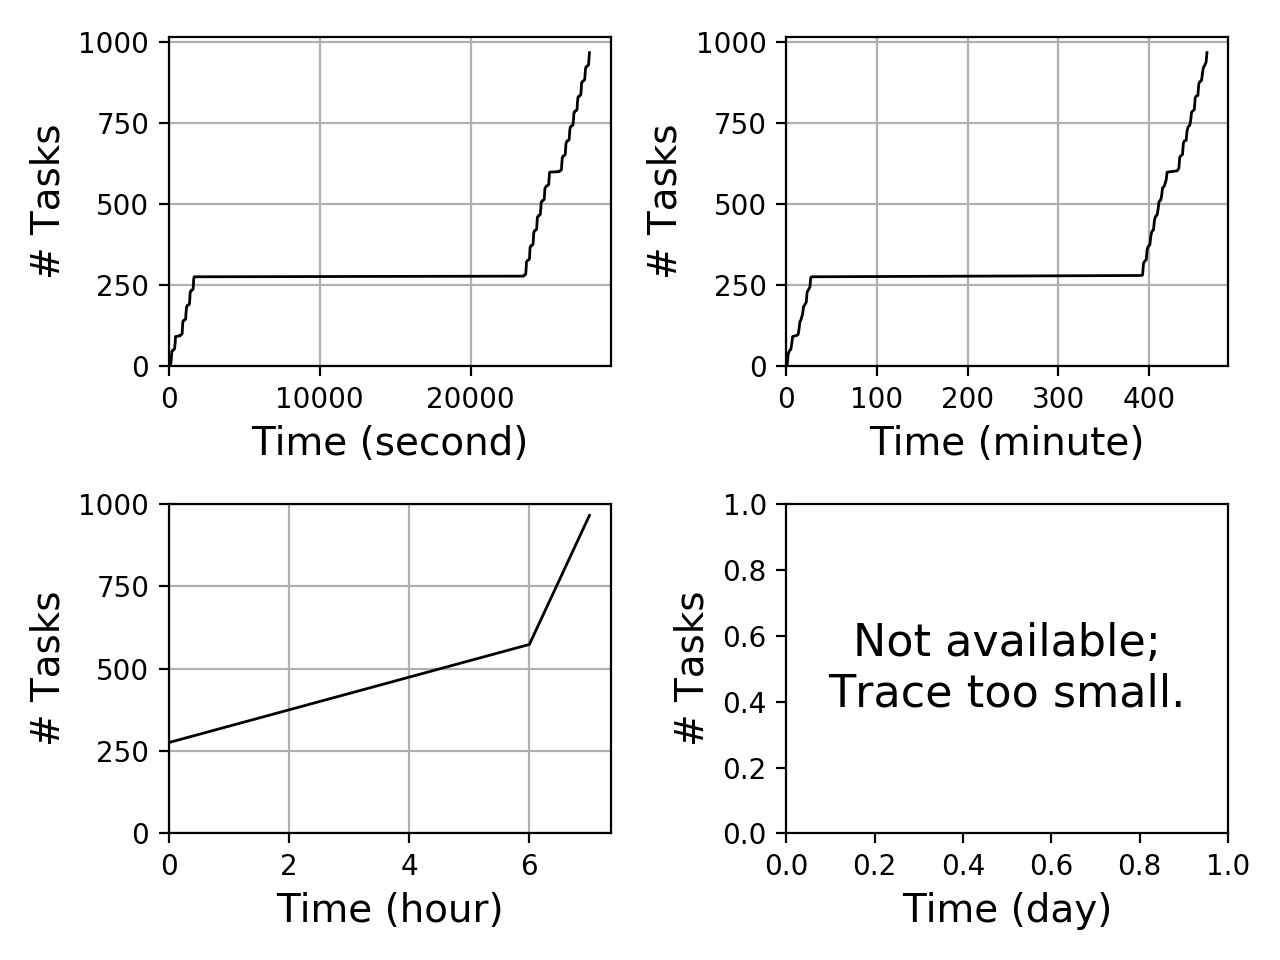 1000
750
500
250
0
# Tasks
0 10000 20000
Time (second)
1000
750
500
250
0
# Tasks
0 100 200 300 400
Time (minute)
1000
750
500
250
0
# Tasks
0 2 4 6
Time (hour)
1.0
0.8
0.6
0.4
0.2
0.0
# Tasks
Not available;
Trace too small.
0.0 0.2 0.4 0.6 0.8 1.0
Time (day)